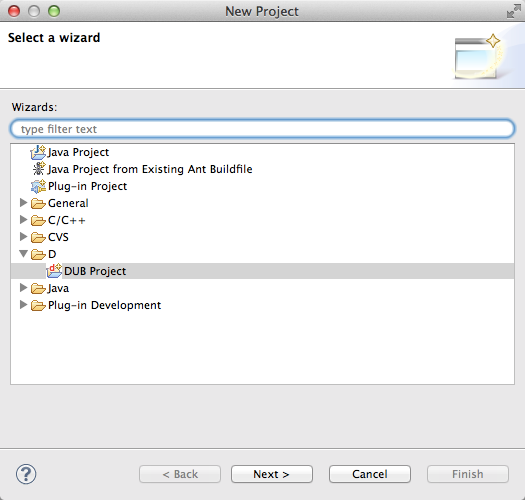 New Project
Select a wizard
Wizards:
type filter text
Java Project
Java Project from Existing Ant Buildfile
Plug-in Project
General
C/C++
CVS
D
DUB Project
Java
Plug-in Development
? < Back Next > Cancel Finish